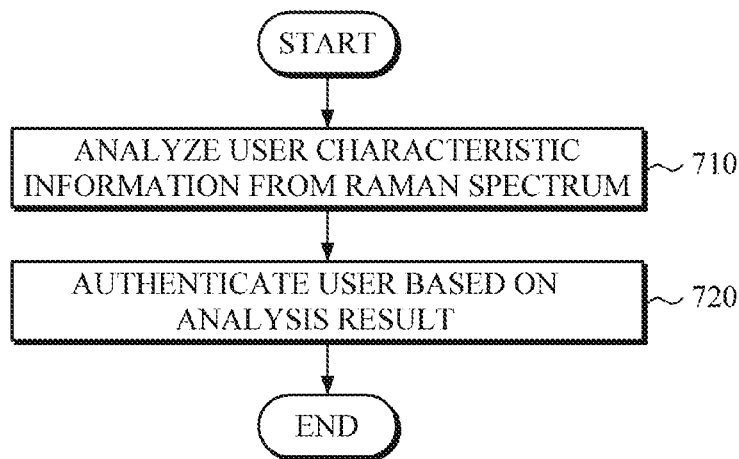 START
ANALYZE USER CHARACTERISTIC
INFORMATION FROM RAMAN SPECTRUM
710
AUTHENTICATE USER BASED ON
ANALYSIS RESULT
720
END